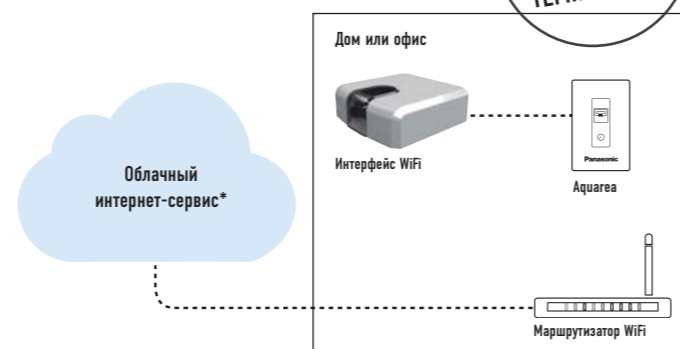 Дом или офис
Интерфейс WiFi
Panasonic
Aquarea
Облачный
интернет-сервис*
Маршрутизатор WiFi